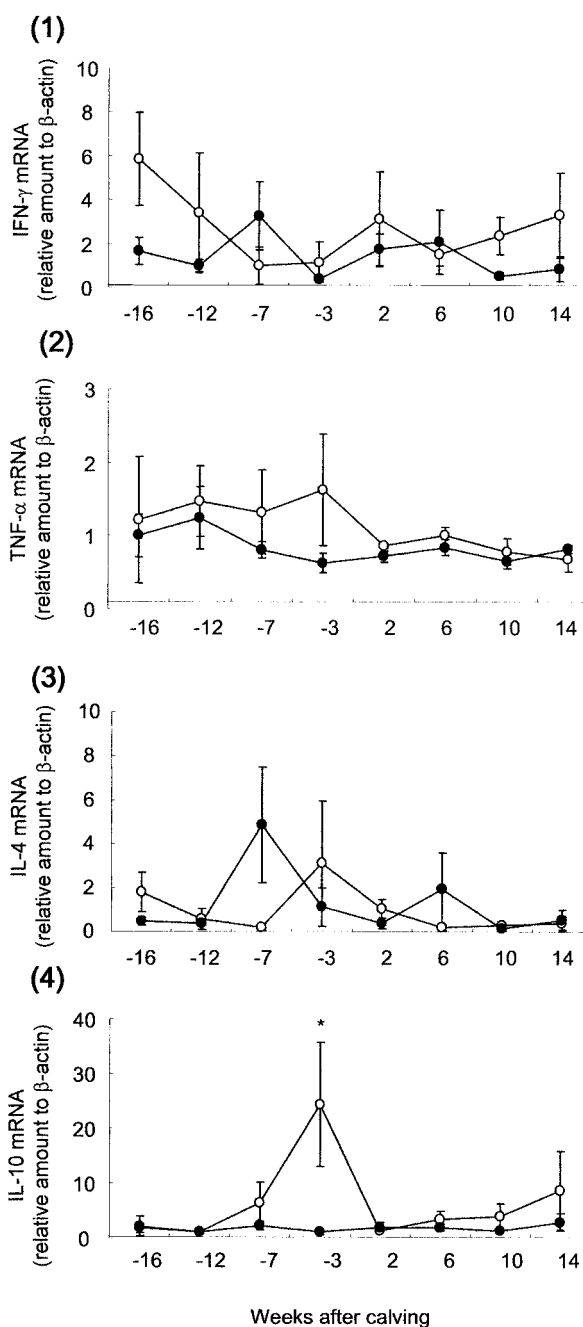 (1)
IFN-γ mRNA
(relative amount to β-actin)
10
8
6
4
2
0
-16 -12 -7 -3 2 6 10 14
(2)
TNF-α mRNA
(relative amount to β-actin)
3
2
1
0
-16 -12 -7 -3 2 6 10 14
(3)
IL-4 mRNA
(relative amount to β-actin)
10
8
6
4
2
0
-16 -12 -7 -3 2 6 10 14
(4)
IL-10 mRNA
(relative amount to β-actin)
40
30
20
10
0
*
-16 -12 -7 -3 2 6 10 14
Weeks after calving